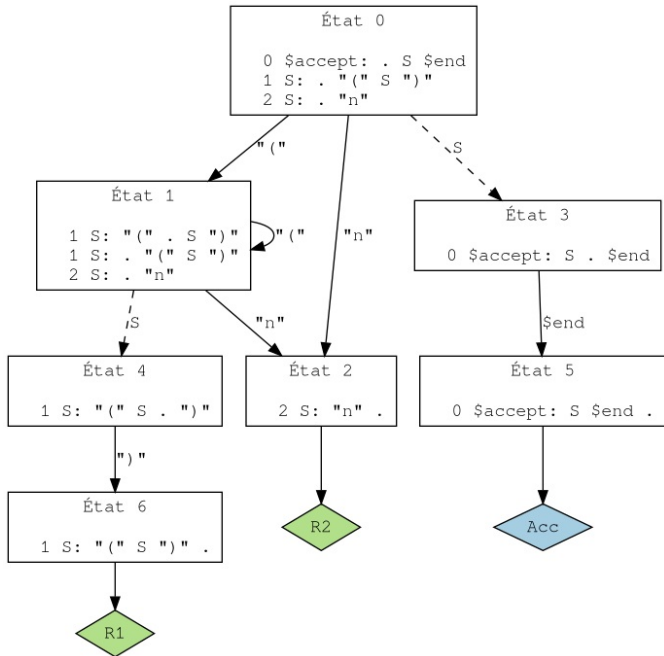 État 0
0 $accept: . S $end
1 S: . "(" S ")"
2 S: . "n"
"("
"n"
S
État 1
1 S: "(" . S ")"
1 S: . "(" S ")"
2 S: . "n"
"("
État 3
0 $accept: S . $end
S
"n"
$end
État 4
1 S: "(" S . ")"
État 2
2 S: "n" .
État 5
0 $accept: S $end .
")"
État 6
1 S: "(" S ")" .
R2
Acc
R1